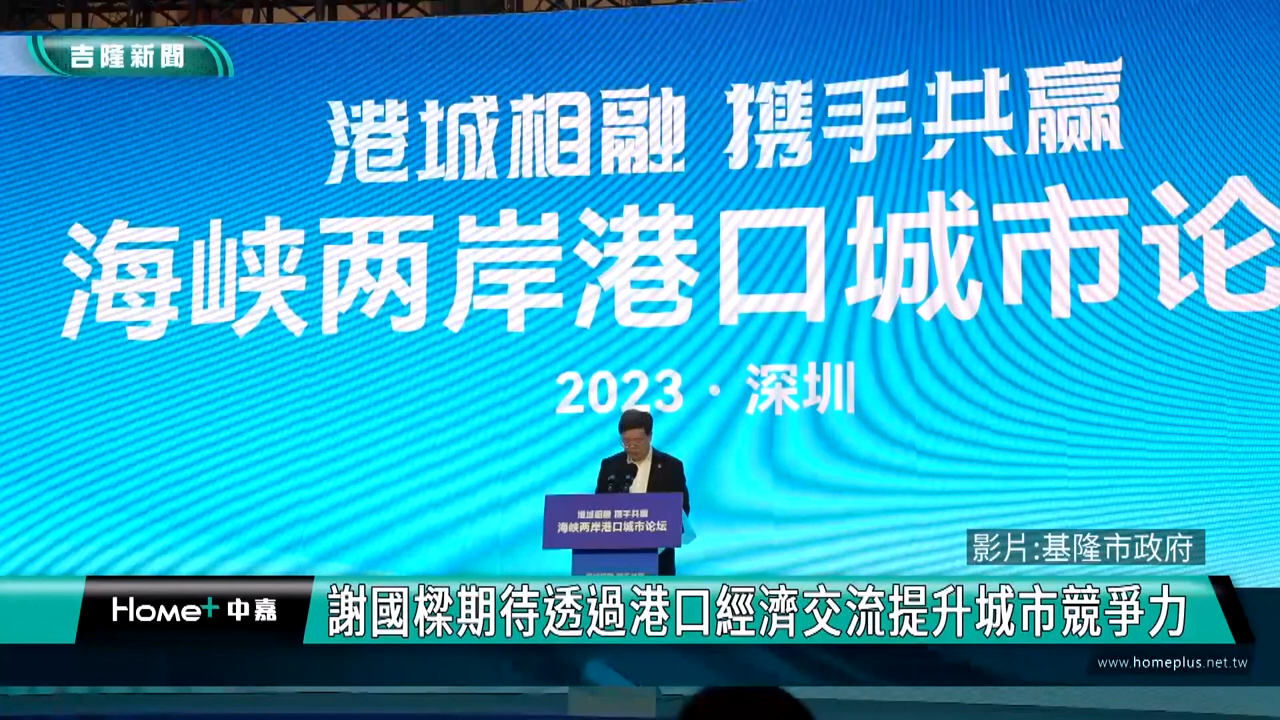 吉隆新聞
港城相融 携手共赢
海峡两岸港口城市论
2023·深圳
港城相融 携手共赢
海峡两岸港口城市论坛
影片:基隆市政府
Home+中嘉
謝國樑期待透過港口經濟交流提升城市競爭力
www.homeplus.net.tw